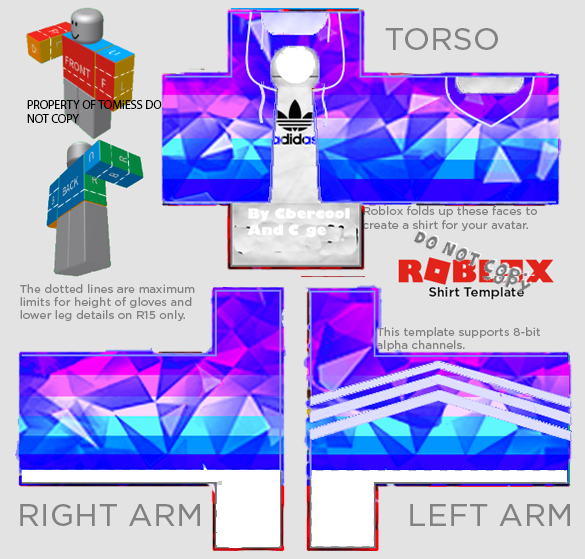 TORSO
R
L
U
FRONT
F
L
PROPERTY OF TOMiESS DO
NOT COPY
adidas
U
B
R
BACK
By Cbercool
And C ge
Roblox folds up these faces to
create a shirt for your avatar.
DO NOT COPY
COPY
ROBLOX
Shirt Template
The dotted lines are maximum
limits for height of gloves and
lower leg details on R15 only.
This template supports 8-bit
alpha channels.
RIGHT ARM
LEFT ARM